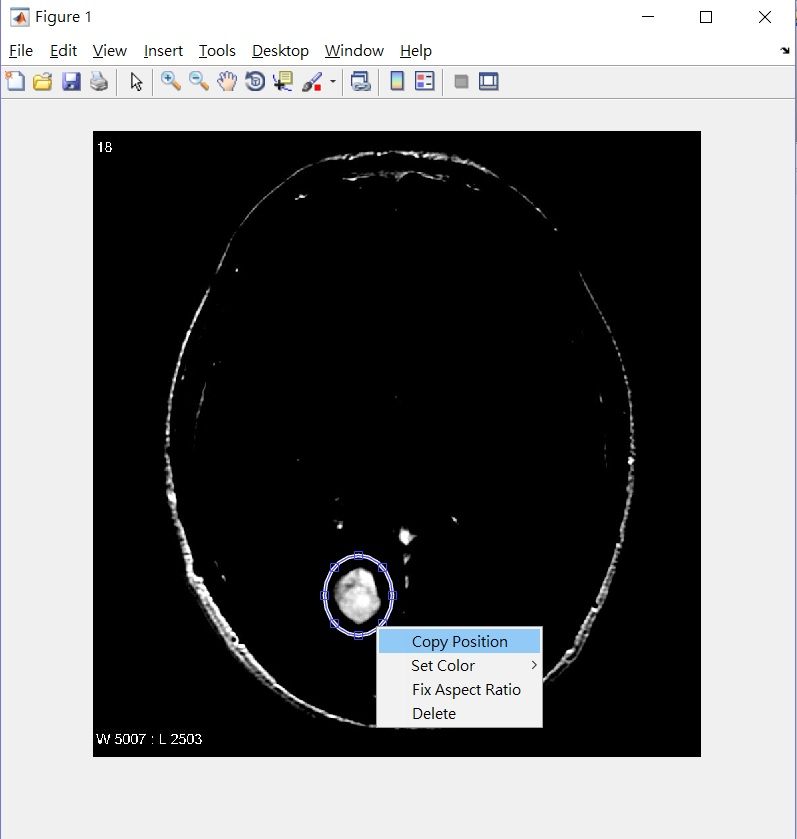 Figure 1
File Edit View Insert Tools Desktop Window Help
18
Copy Position
Set Color
Fix Aspect Ratio
Delete
W 5007 : L 2503